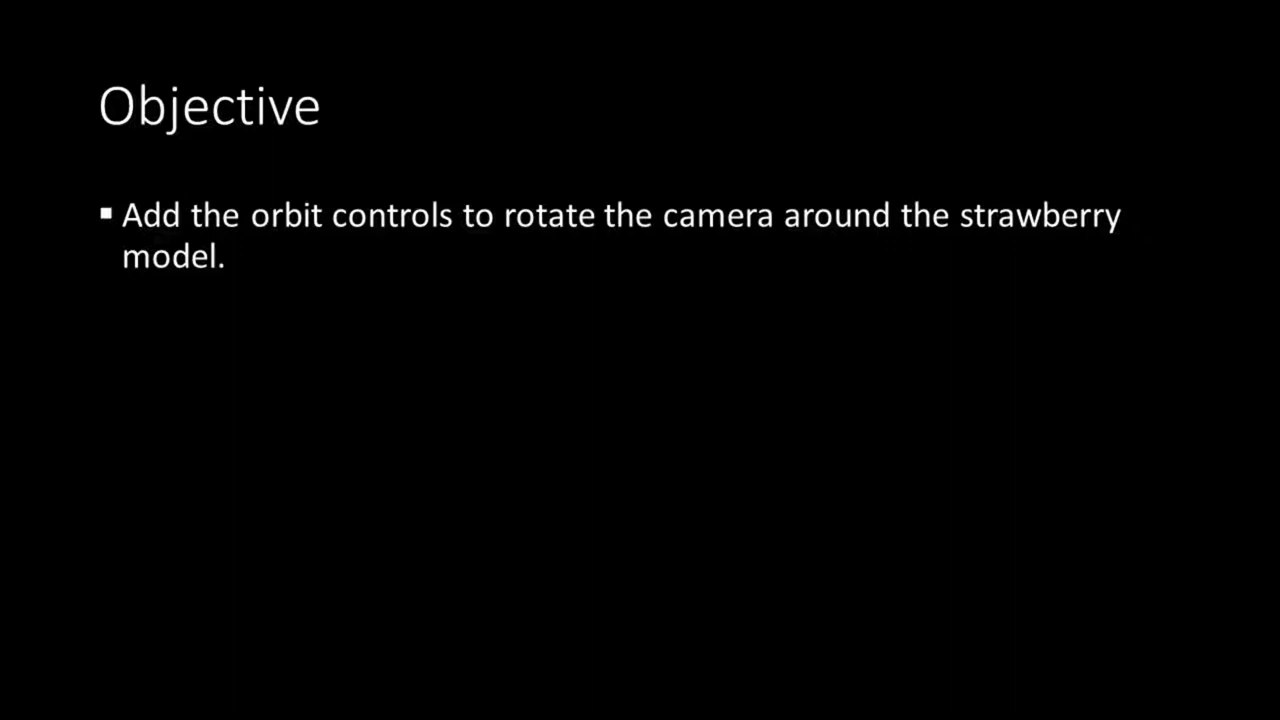 Objective
▪ Add the orbit controls to rotate the camera around the strawberry
model.